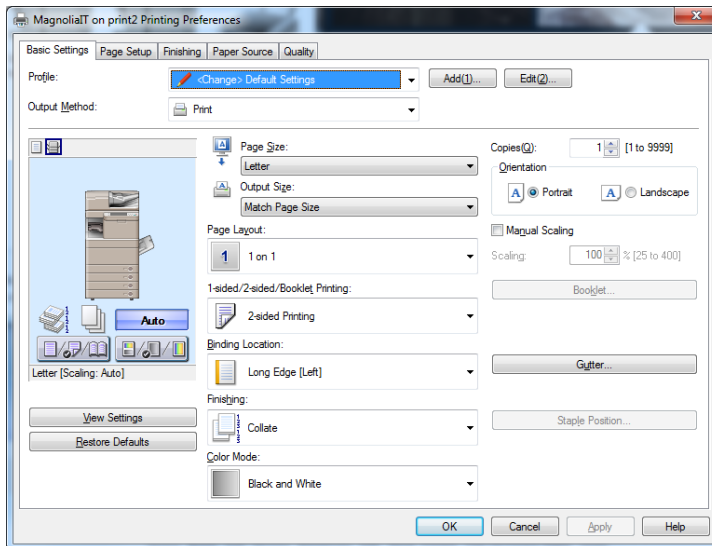 MagnoliaIT on print2 Printing Preferences
Basic Settings
Page Setup
Finishing
Paper Source
Quality
Profile:
<Change> Default Settings
Add(1)...
Edit(2)...
Output Method:
Print
Page Size:
Letter
Output Size:
Match Page Size
Page Layout:
1
1 on 1
1-sided/2-sided/Booklet Printing:
2-sided Printing
Binding Location:
Long Edge [Left]
Finishing:
Collate
Color Mode:
Black and White
Copies(Q):
1
[1 to 9999]
Orientation
A
Portrait
A
Landscape
Manual Scaling
Scaling:
100
% [25 to 400]
Booklet...
Gutter...
Staple Position...
Auto
Letter [Scaling: Auto]
View Settings
Restore Defaults
OK
Cancel
Apply
Help